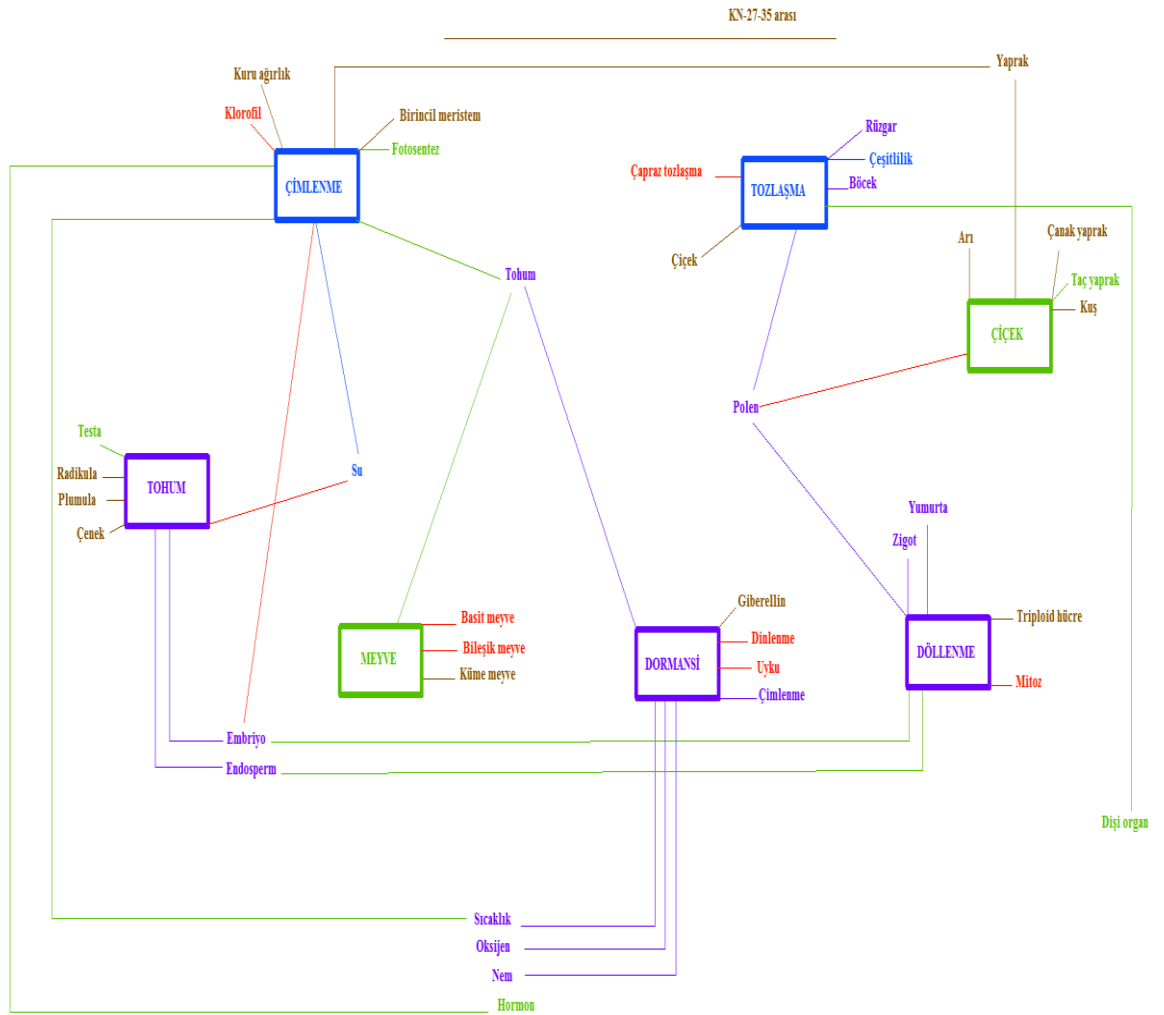 KN-27-35 arası
Yaprak
Kuru ağırlık
Klorofil
Birincil meristem
Fotosentez
ÇİMLENME
Rüzgar
Çeşitlilik
Böcek
Çapraz tozlaşma
TOZLAŞMA
Çiçek
Arı
Çanak yaprak
Taç yaprak
Kuş
ÇİÇEK
Tohum
Polen
Testa
Radikula
Plumula
Çenek
TOHUM
Su
Yumurta
Zigot
Triploid hücre
Mitoz
DÖLLENME
Basit meyve
Bileşik meyve
Küme meyve
MEYVE
Giberellin
Dinlenme
Uyku
Çimlenme
DORMANSİ
Embriyo
Endosperm
Dişi organ
Sıcaklık
Oksijen
Nem
Hormon